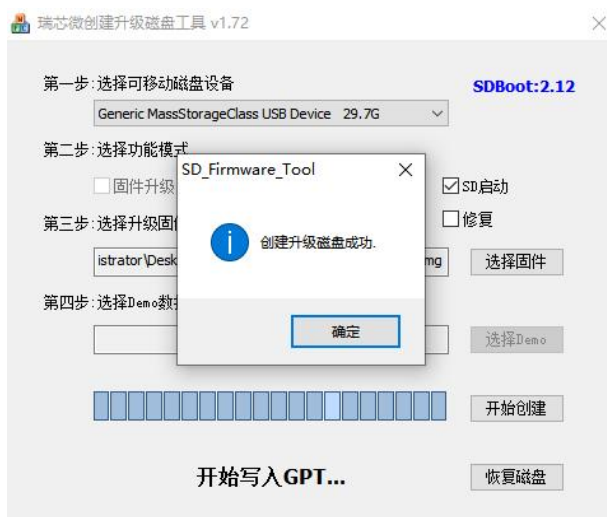 瑞芯微创建升级磁盘工具 v1.72
第一步:选择可移动磁盘设备
SDBoot:2.12
Generic MassStorageClass USB Device 29.7G
第二步:选择功能模式
SD_Firmware_Tool
固件升级
SD启动
第三步:选择升级固
修复
创建升级磁盘成功.
istrator\Desk
mg
选择固件
第四步:选择Demo数
确定
选择Demo
开始创建
开始写入GPT...
恢复磁盘